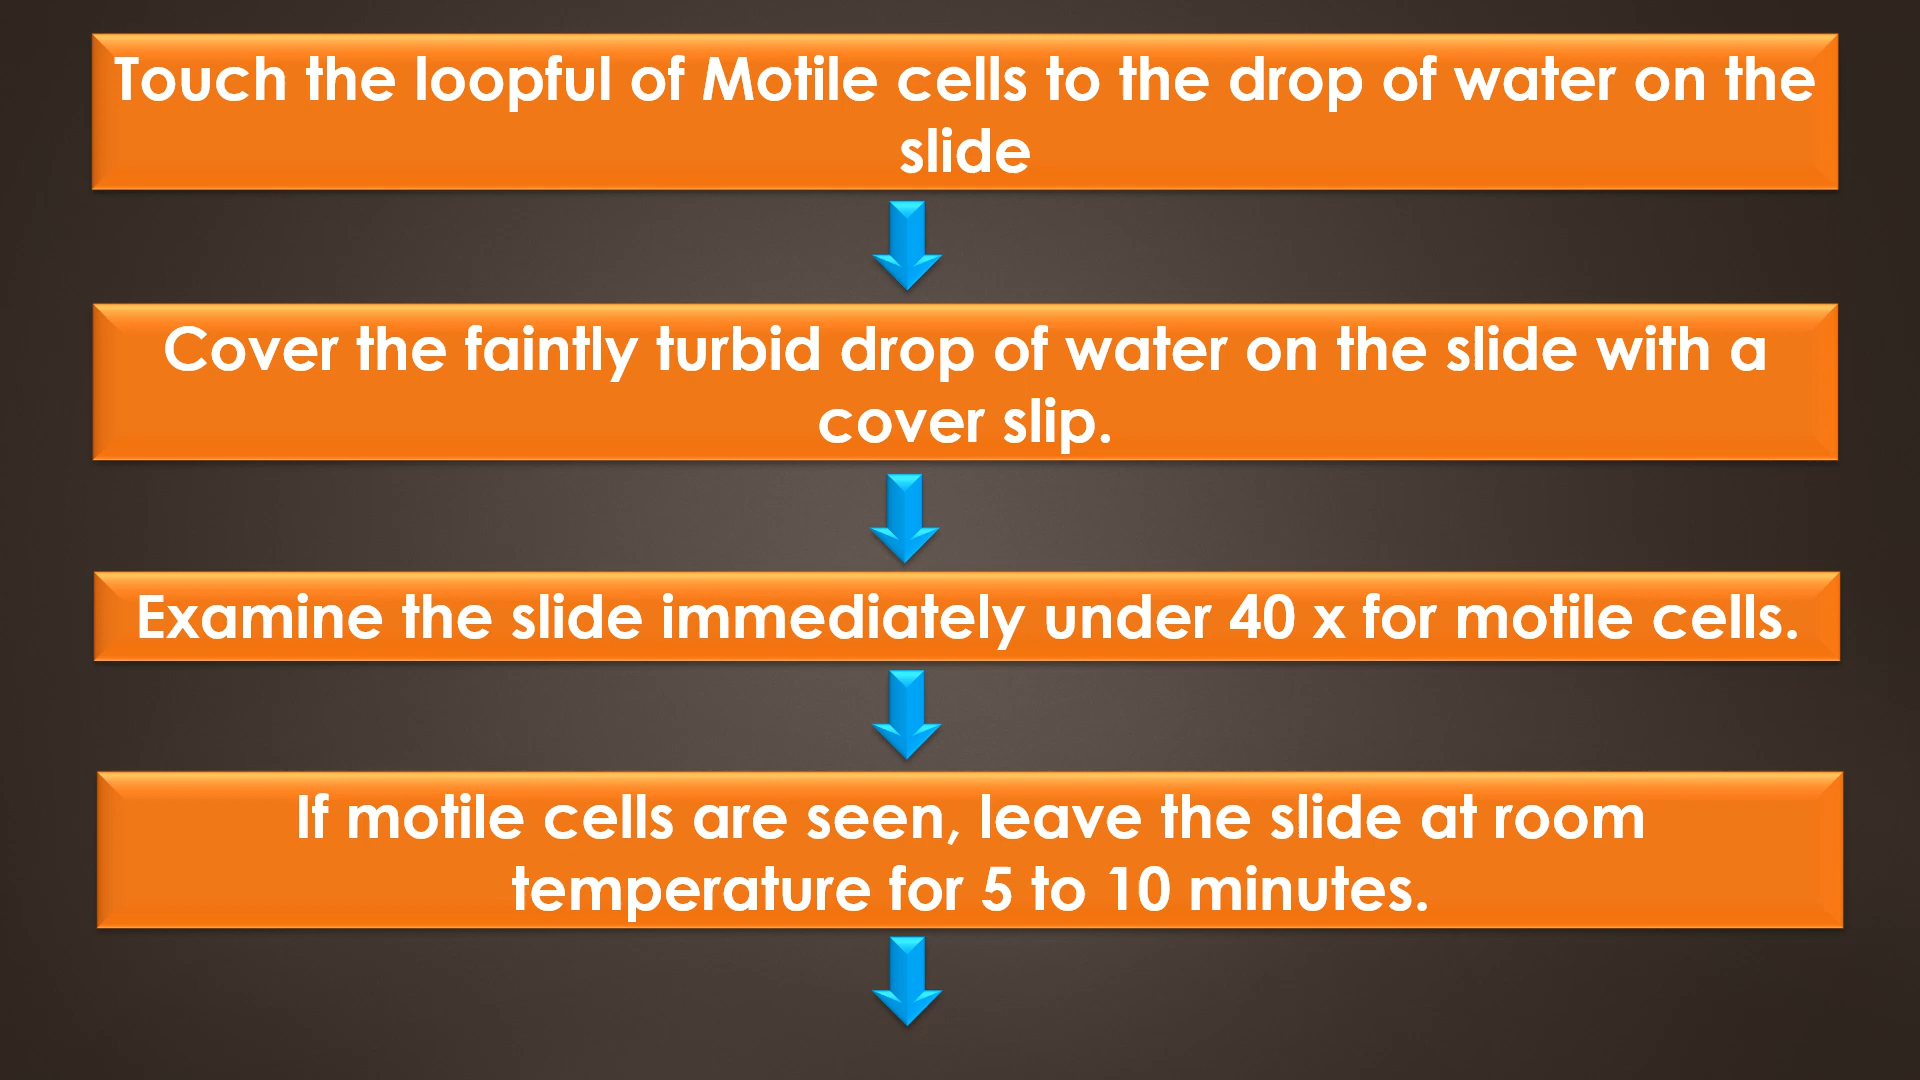 Touch the loopful of Motile cells to the drop of water on the
slide
Cover the faintly turbid drop of water on the slide with a
cover slip.
Examine the slide immediately under 40 x for motile cells.
If motile cells are seen, leave the slide at room
temperature for 5 to 10 minutes.